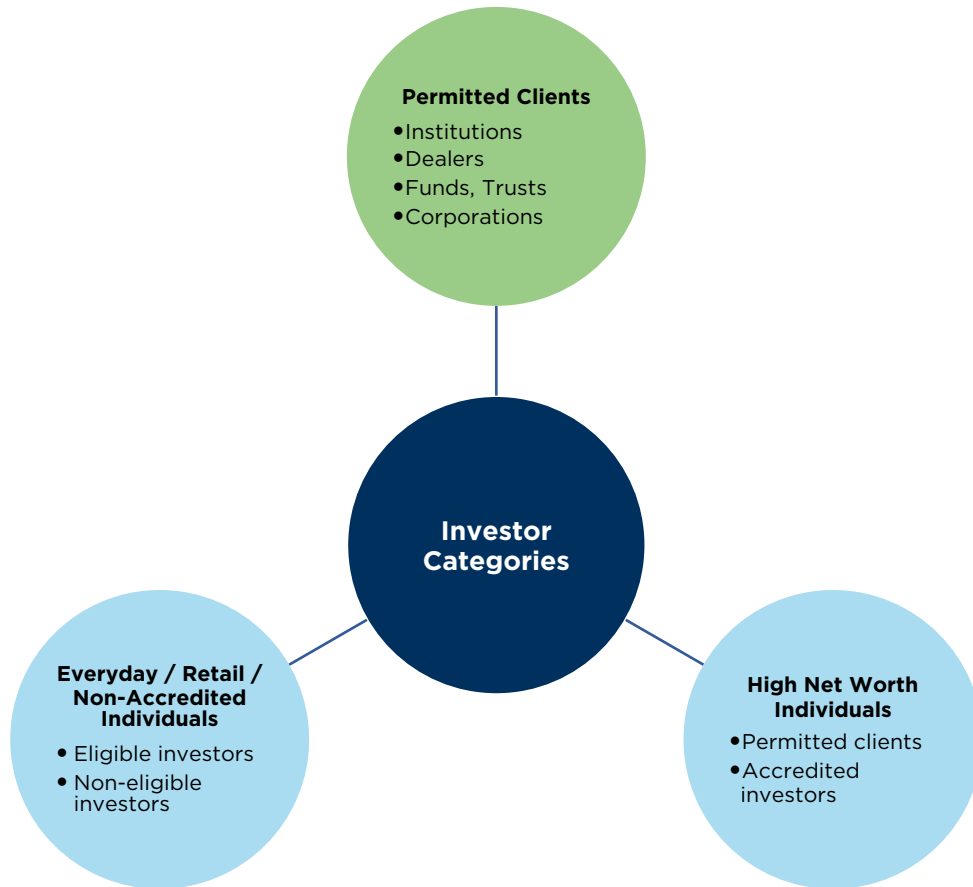 Permitted Clients
•Institutions
•Dealers
•Funds, Trusts
•Corporations
Investor
Categories
Everyday / Retail /
Non-Accredited
Individuals
• Eligible investors
• Non-eligible
investors
High Net Worth
Individuals
•Permitted clients
•Accredited
investors